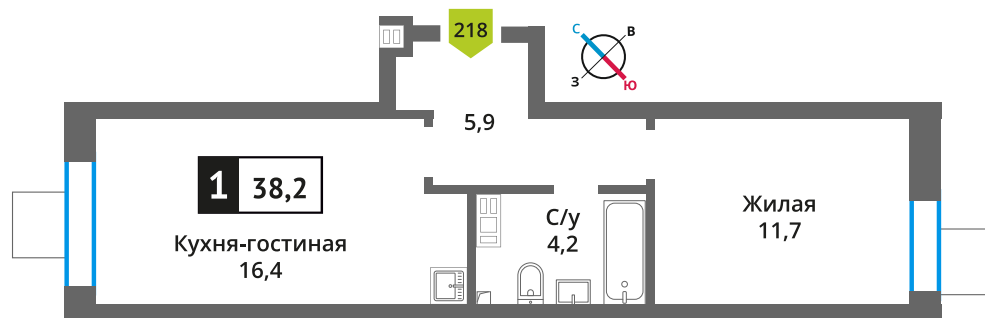 218
С
В
З
Ю
5,9
1 38,2
Кухня-гостиная
16,4
С/у
4,2
Жилая
11,7